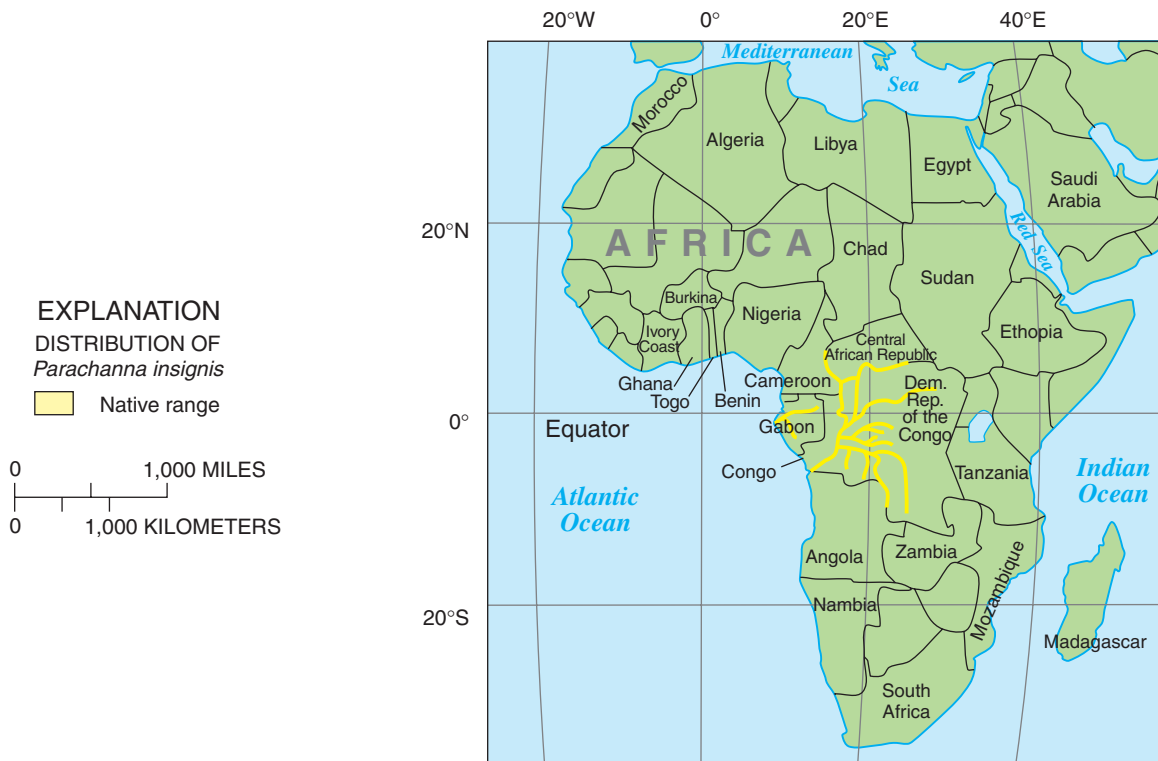 20°W 0° 20°E 40°E
Mediterranean
Sea
Morocco
Algeria
Libya
Egypt
Saudi
Arabia
Red Sea
20°N
AFRICA
Chad
Sudan
EXPLANATION
DISTRIBUTION OF
Parachanna insignis
Native range
Burkina
Nigeria
Ivory
Coast
Ethiopia
Central
African Republic
Ghana
Togo
Benin
Cameroon
Dem.
Rep.
of the
Congo
0°
Equator
Gabon
Congo
Tanzania
0 1,000 MILES
0 1,000 KILOMETERS
Atlantic
Ocean
Indian
Ocean
Angola
Zambia
Nambia
Mozambique
20°S
Madagascar
South
Africa